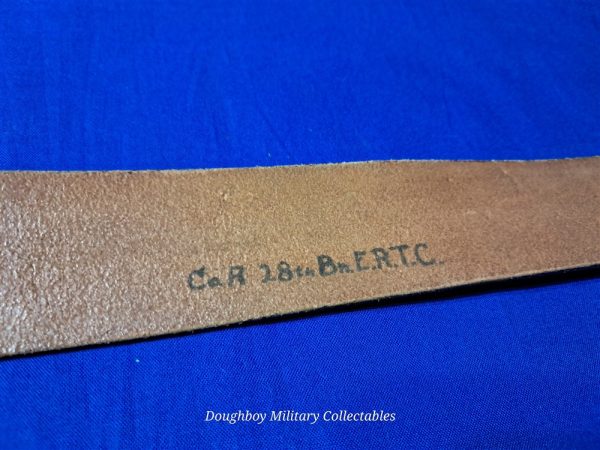 Co A 28th Bn E.R.T.C.
Doughboy Military Collectables